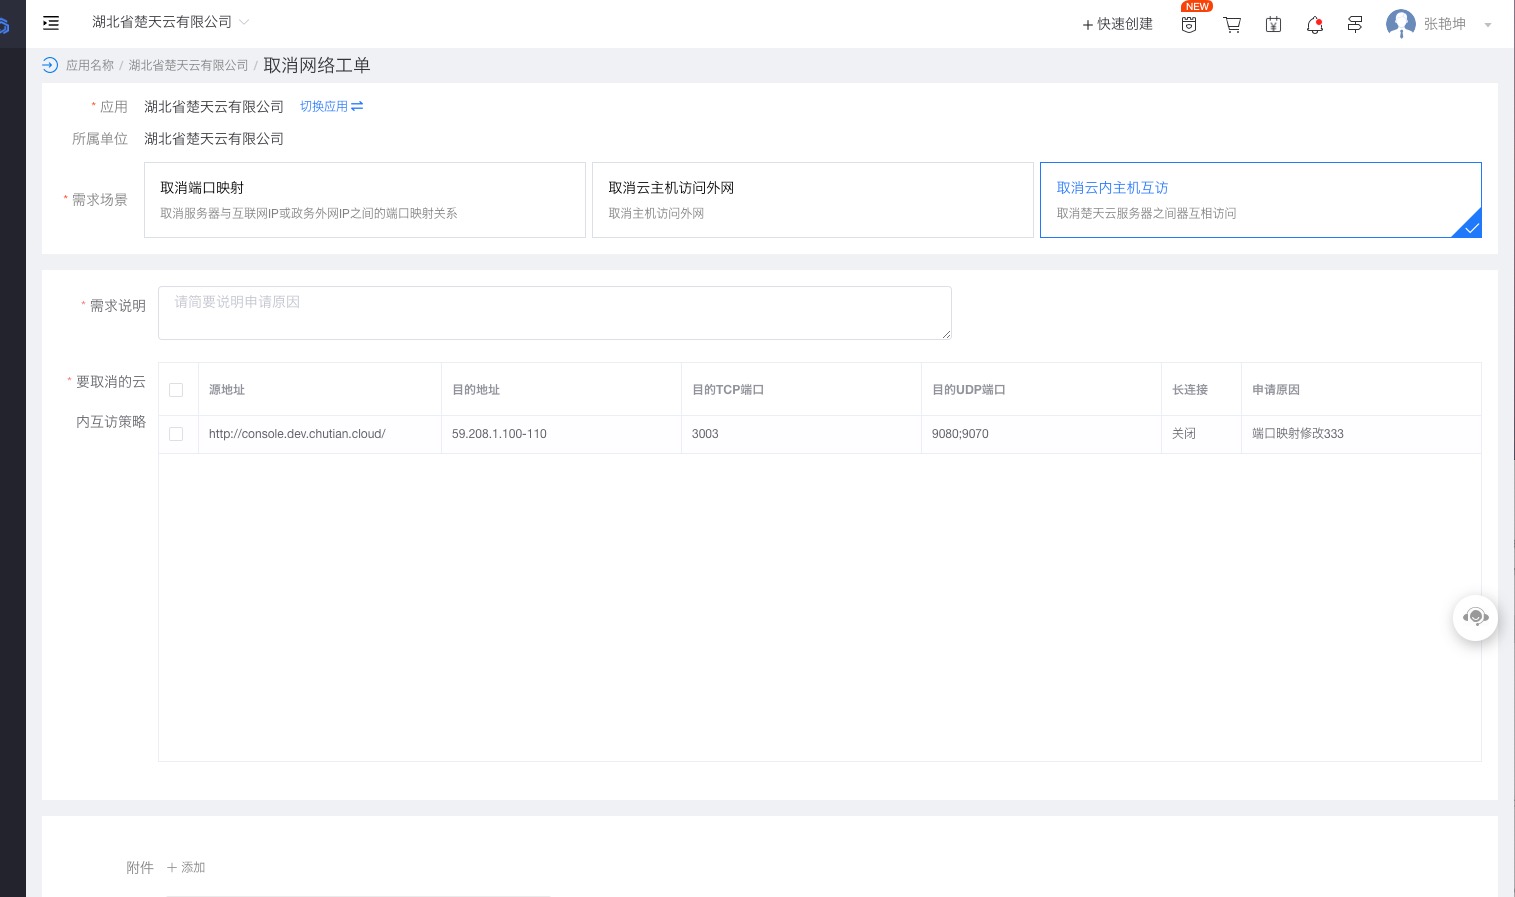 湖北省楚天云有限公司
快速创建
NEW
张艳坤
应用名称 / 湖北省楚天云有限公司 / 取消网络工单
* 应用 湖北省楚天云有限公司 切换应用
所属单位 湖北省楚天云有限公司
* 需求场景
取消端口映射
取消服务器与互联网IP或政务外网IP之间的端口映射关系
取消云主机访问外网
取消主机访问外网
取消云内主机互访
取消楚天云服务器之间器互相访问
* 需求说明 请简要说明申请原因
* 要取消的云
内互访策略
源地址 目的地址 目的TCP端口 目的UDP端口 长连接 申请原因
http://console.dev.chutian.cloud/ 59.208.1.100-110 3003 9080;9070 关闭 端口映射修改333
附件 + 添加